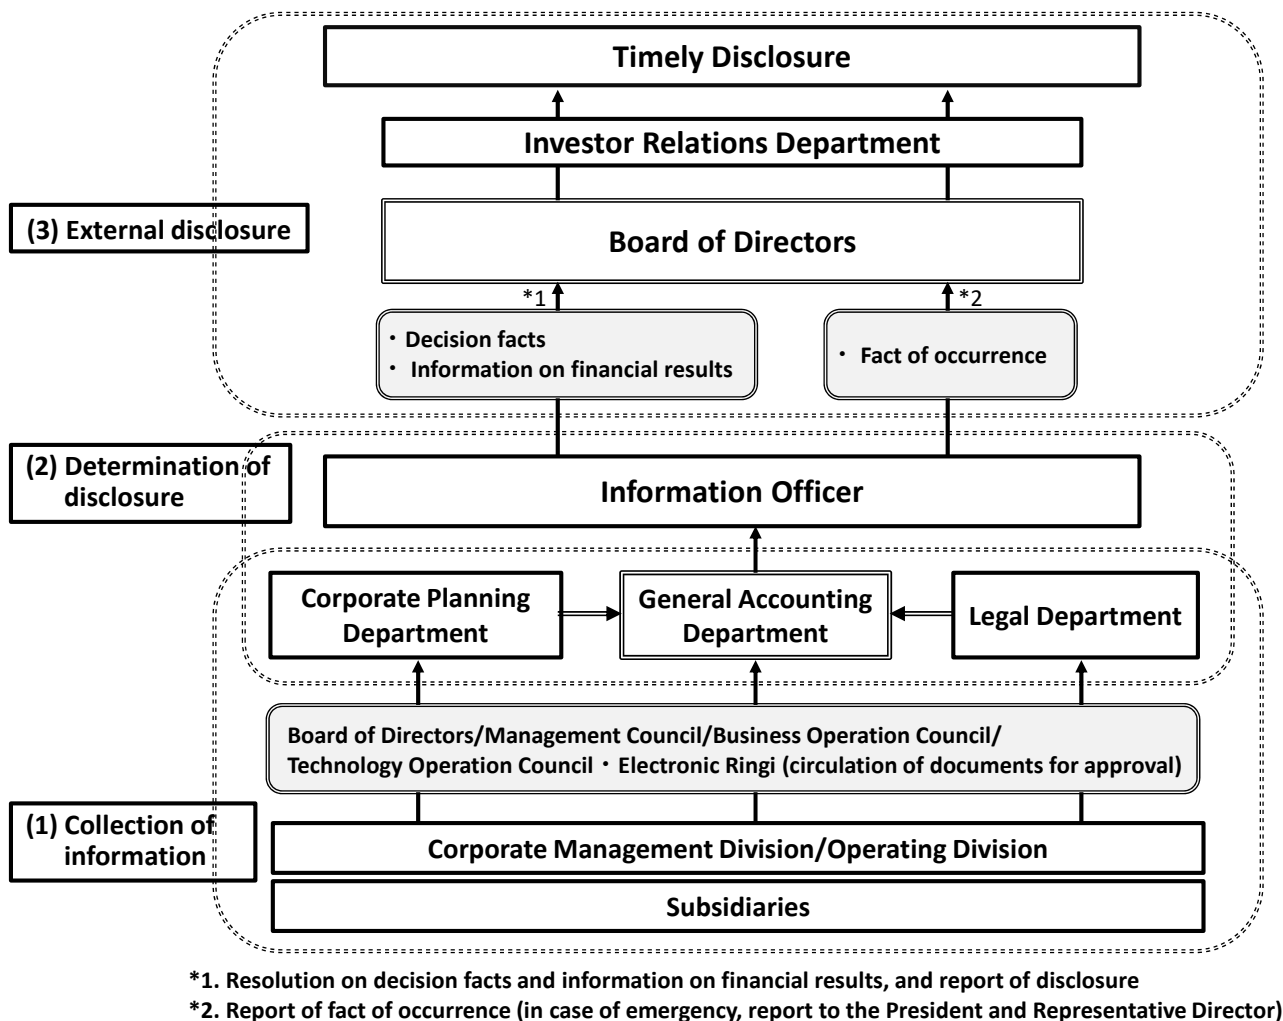 Timely Disclosure
Investor Relations Department
(3) External disclosure
Board of Directors
*1
*2
・ Decision facts
・ Information on financial results
・ Fact of occurrence
(2) Determination of
disclosure
Information Officer
Corporate Planning
Department
General Accounting
Department
Legal Department
Board of Directors/Management Council/Business Operation Council/
Technology Operation Council・Electronic Ringi (circulation of documents for approval)
(1) Collection of
information
Corporate Management Division/Operating Division
Subsidiaries
*1. Resolution on decision facts and information on financial results, and report of disclosure
*2. Report of fact of occurrence (in case of emergency, report to the President and Representative Director)